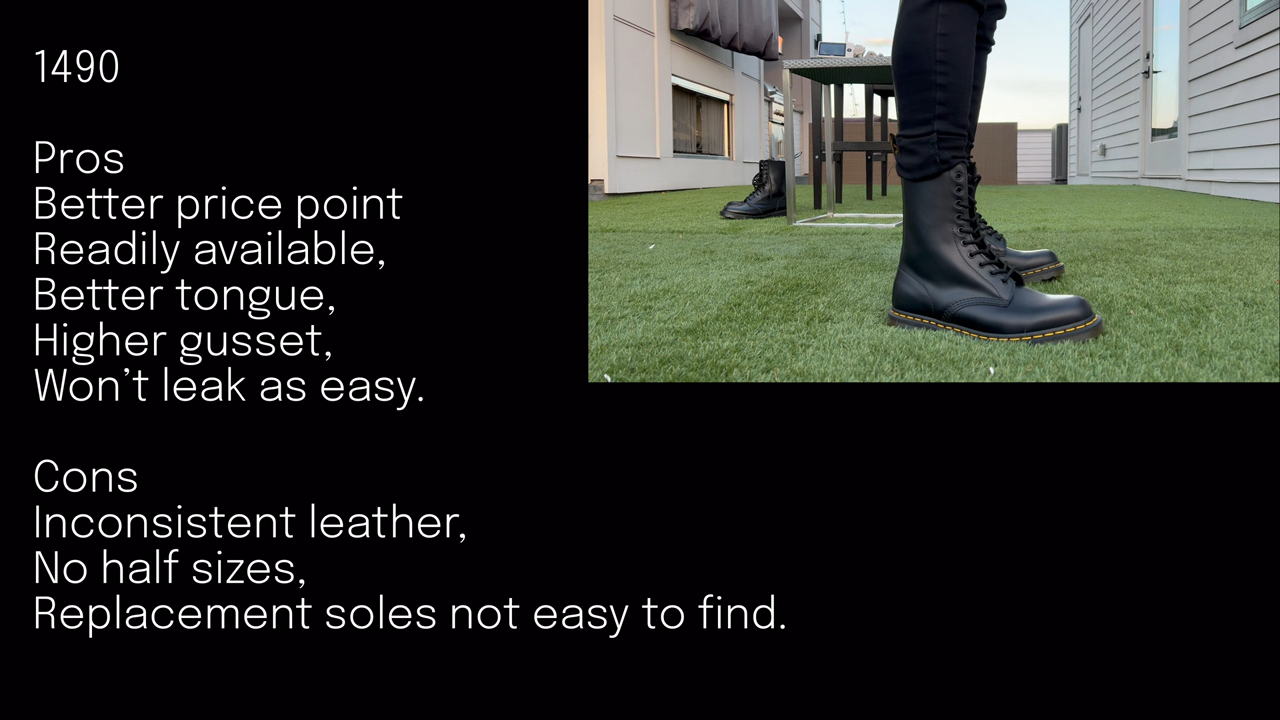 1490
Pros
Better price point
Readily available,
Better tongue,
Higher gusset,
Won't leak as easy.
Cons
Inconsistent leather,
No half sizes,
Replacement soles not easy to find.